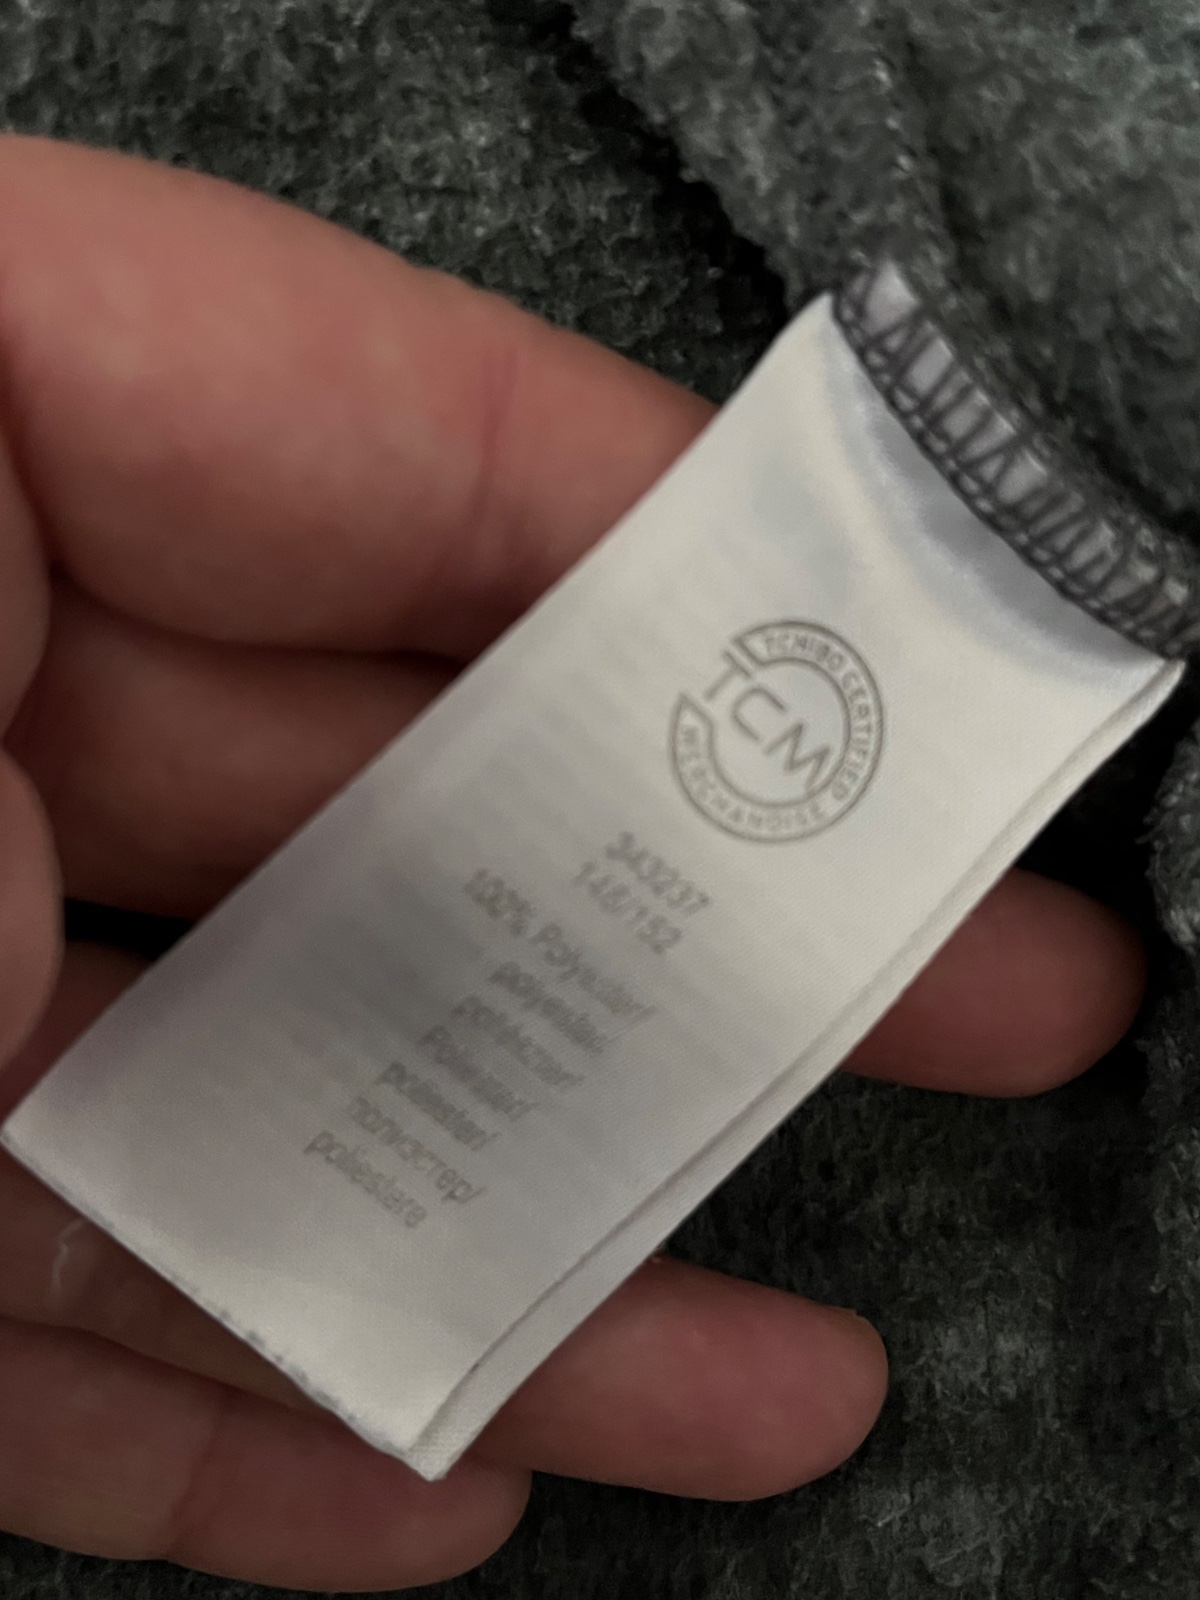 TCHIBO CERTIFIED
MERCHANDISE
TCM
343237
146/152
100% Polyester/
polyester/
polyester/
Poliészter/
poliester/
полиэстер/
poliestere